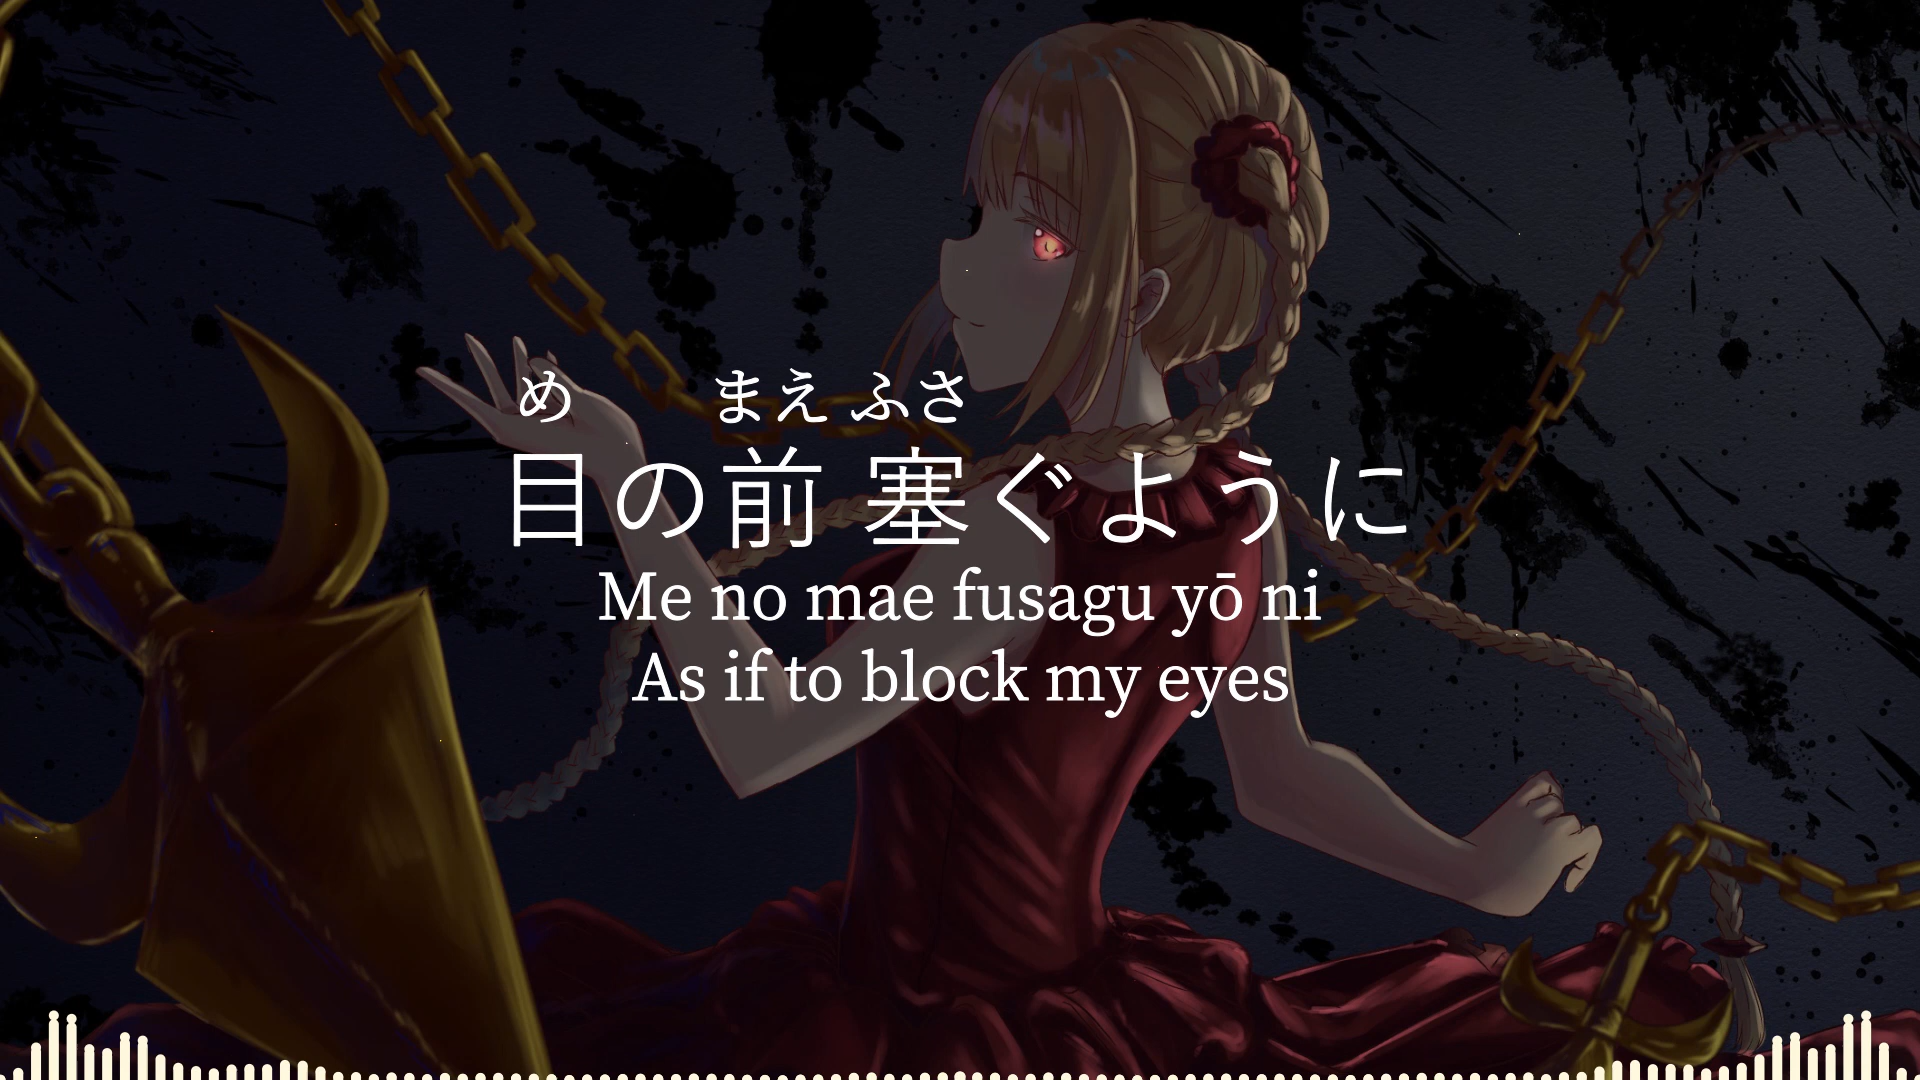 め まえ ふさ
目の前 塞ぐように
Me no mae fusagu yō ni
As if to block my eyes